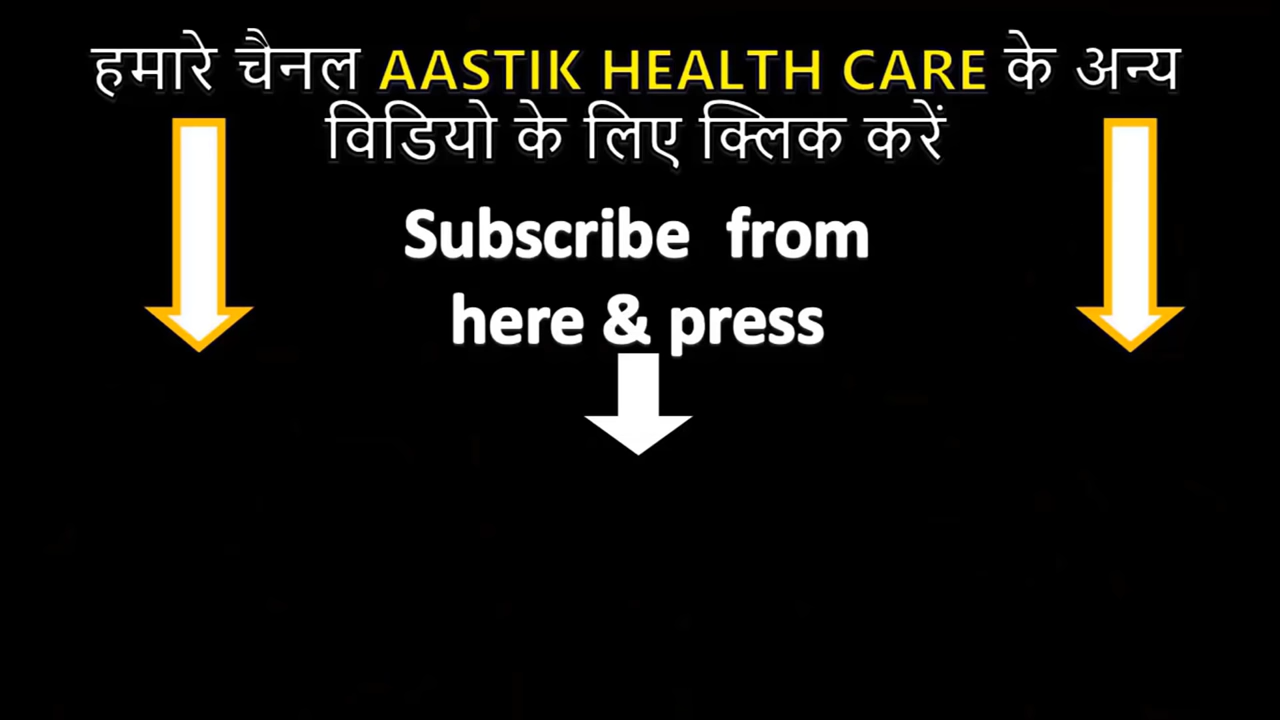 हमारे चैनल AASTIK HEALTH CARE के अन्य
विडियो के लिए क्लिक करें
Subscribe from
here & press